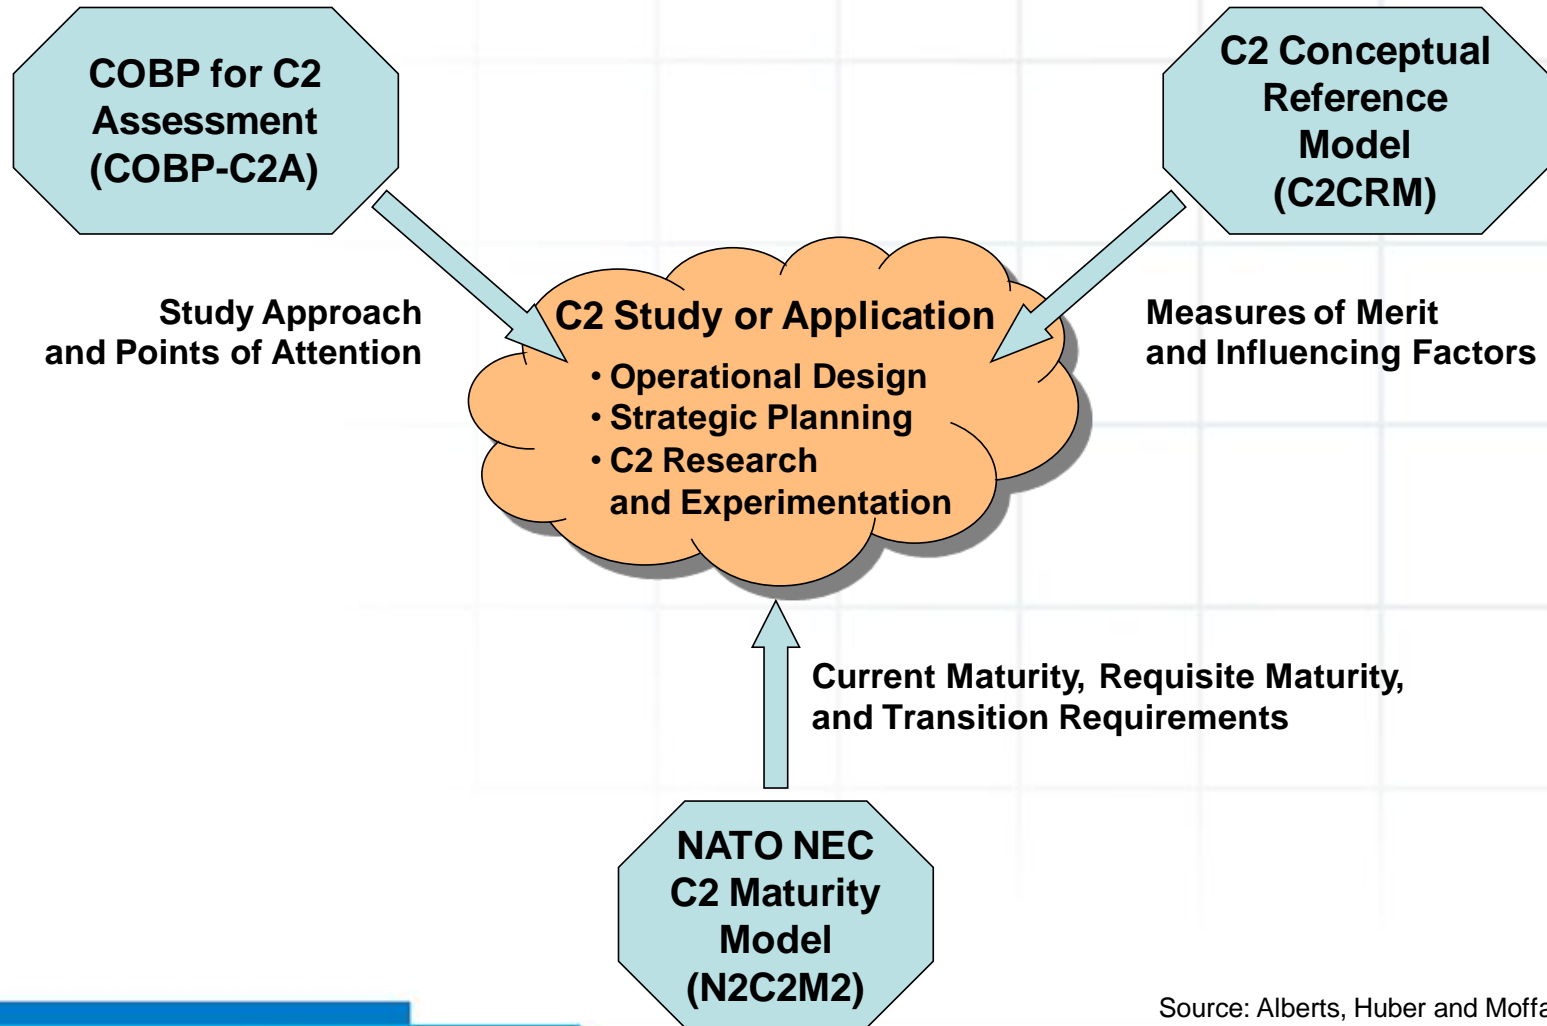 COBP for C2
Assessment
(COBP-C2A)
C2 Conceptual
Reference
Model
(C2CRM)
Study Approach
and Points of Attention
C2 Study or Application
• Operational Design
• Strategic Planning
• C2 Research
and Experimentation
Measures of Merit
and Influencing Factors
Current Maturity, Requisite Maturity,
and Transition Requirements
NATO NEC
C2 Maturity
Model
(N2C2M2)
Source: Alberts, Huber and Moffa